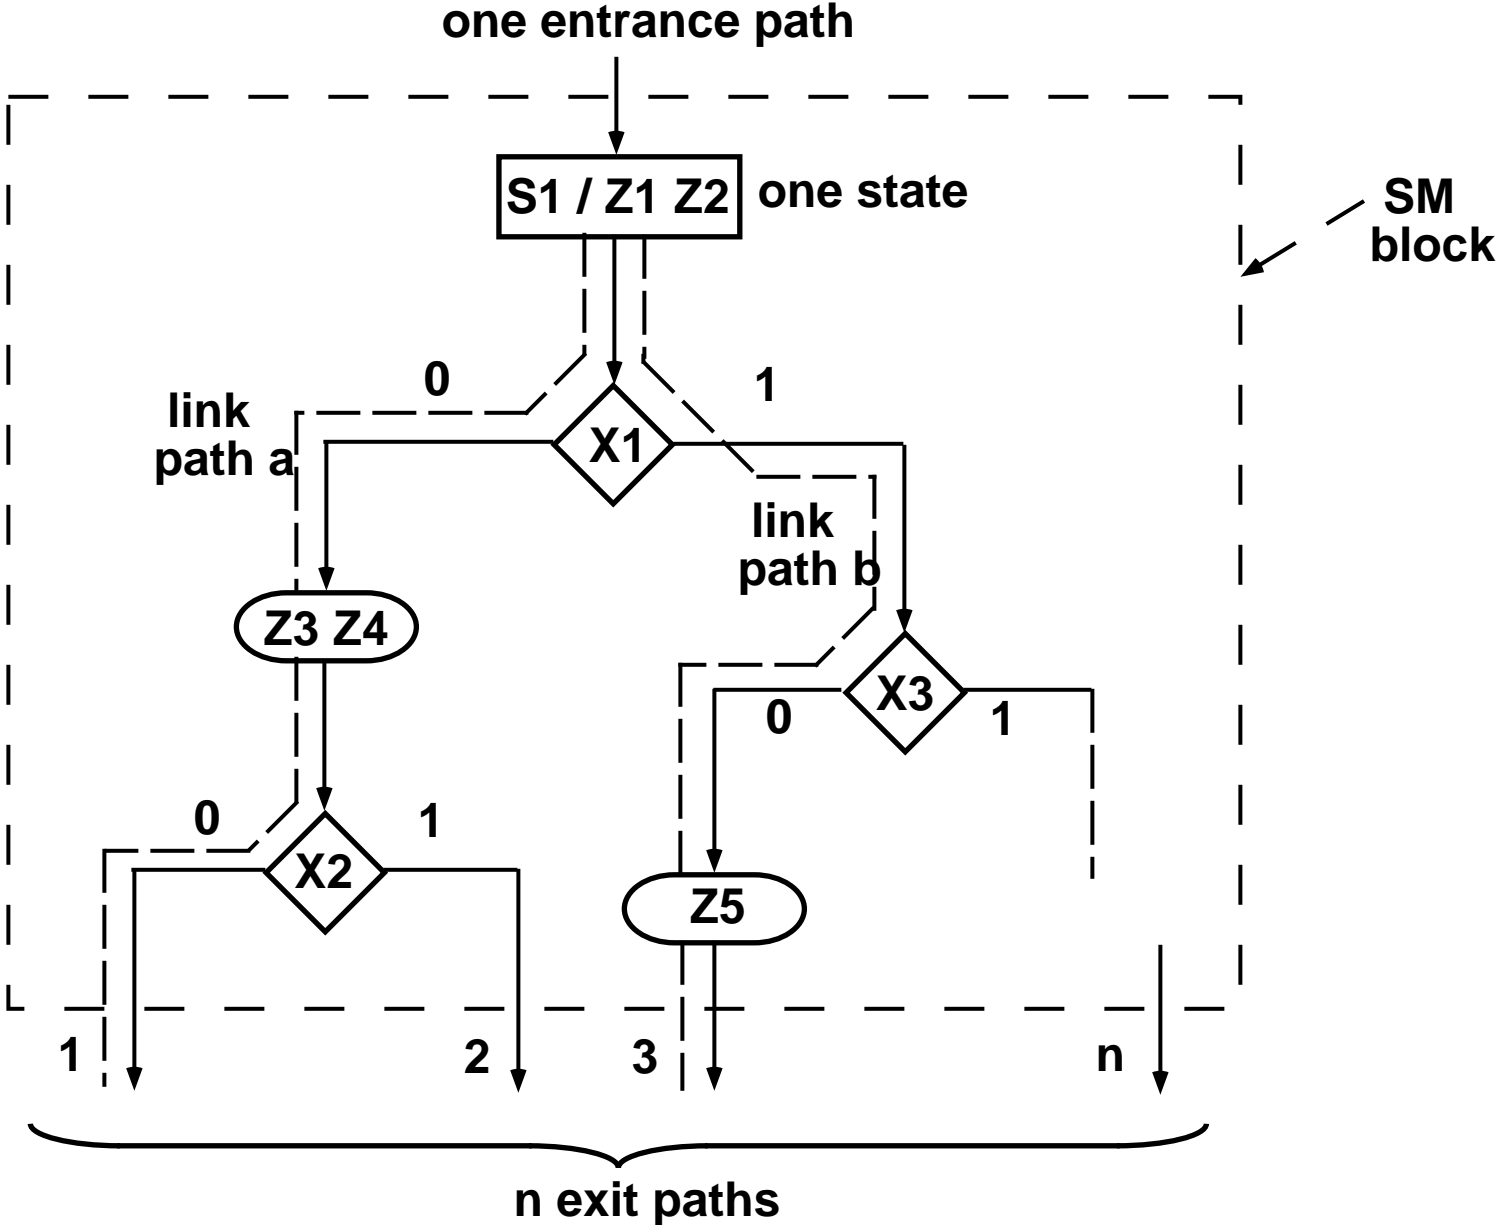 one entrance path
S1 / Z1 Z2
one state
SM
block
0
1
link
path a
X1
link
path b
Z3 Z4
X3
0
1
0
1
X2
Z5
1
2
3
n
n exit paths